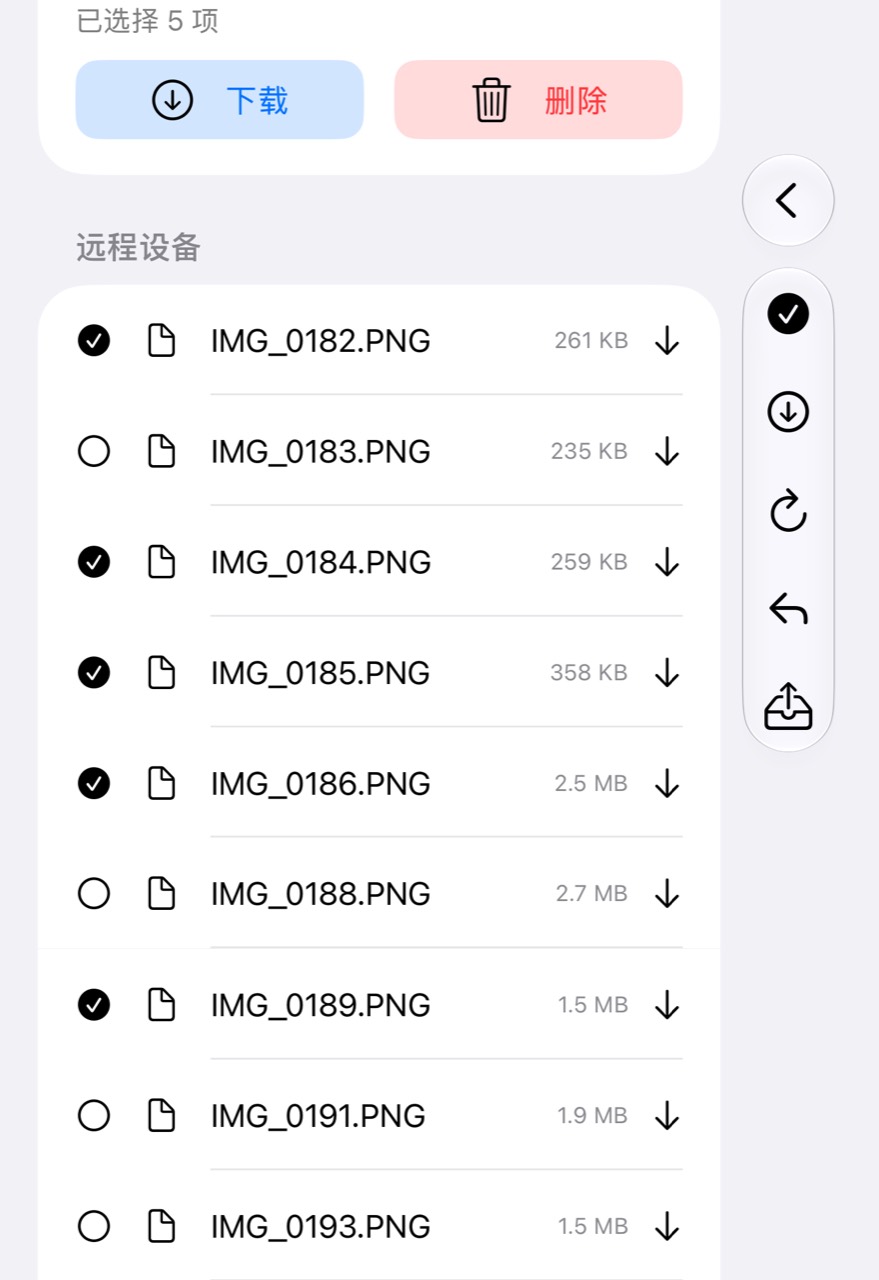 已选择 5 项
下载 删除
远程设备
IMG_0182.PNG 261 KB
IMG_0183.PNG 235 KB
IMG_0184.PNG 259 KB
IMG_0185.PNG 358 KB
IMG_0186.PNG 2.5 MB
IMG_0188.PNG 2.7 MB
IMG_0189.PNG 1.5 MB
IMG_0191.PNG 1.9 MB
IMG_0193.PNG 1.5 MB